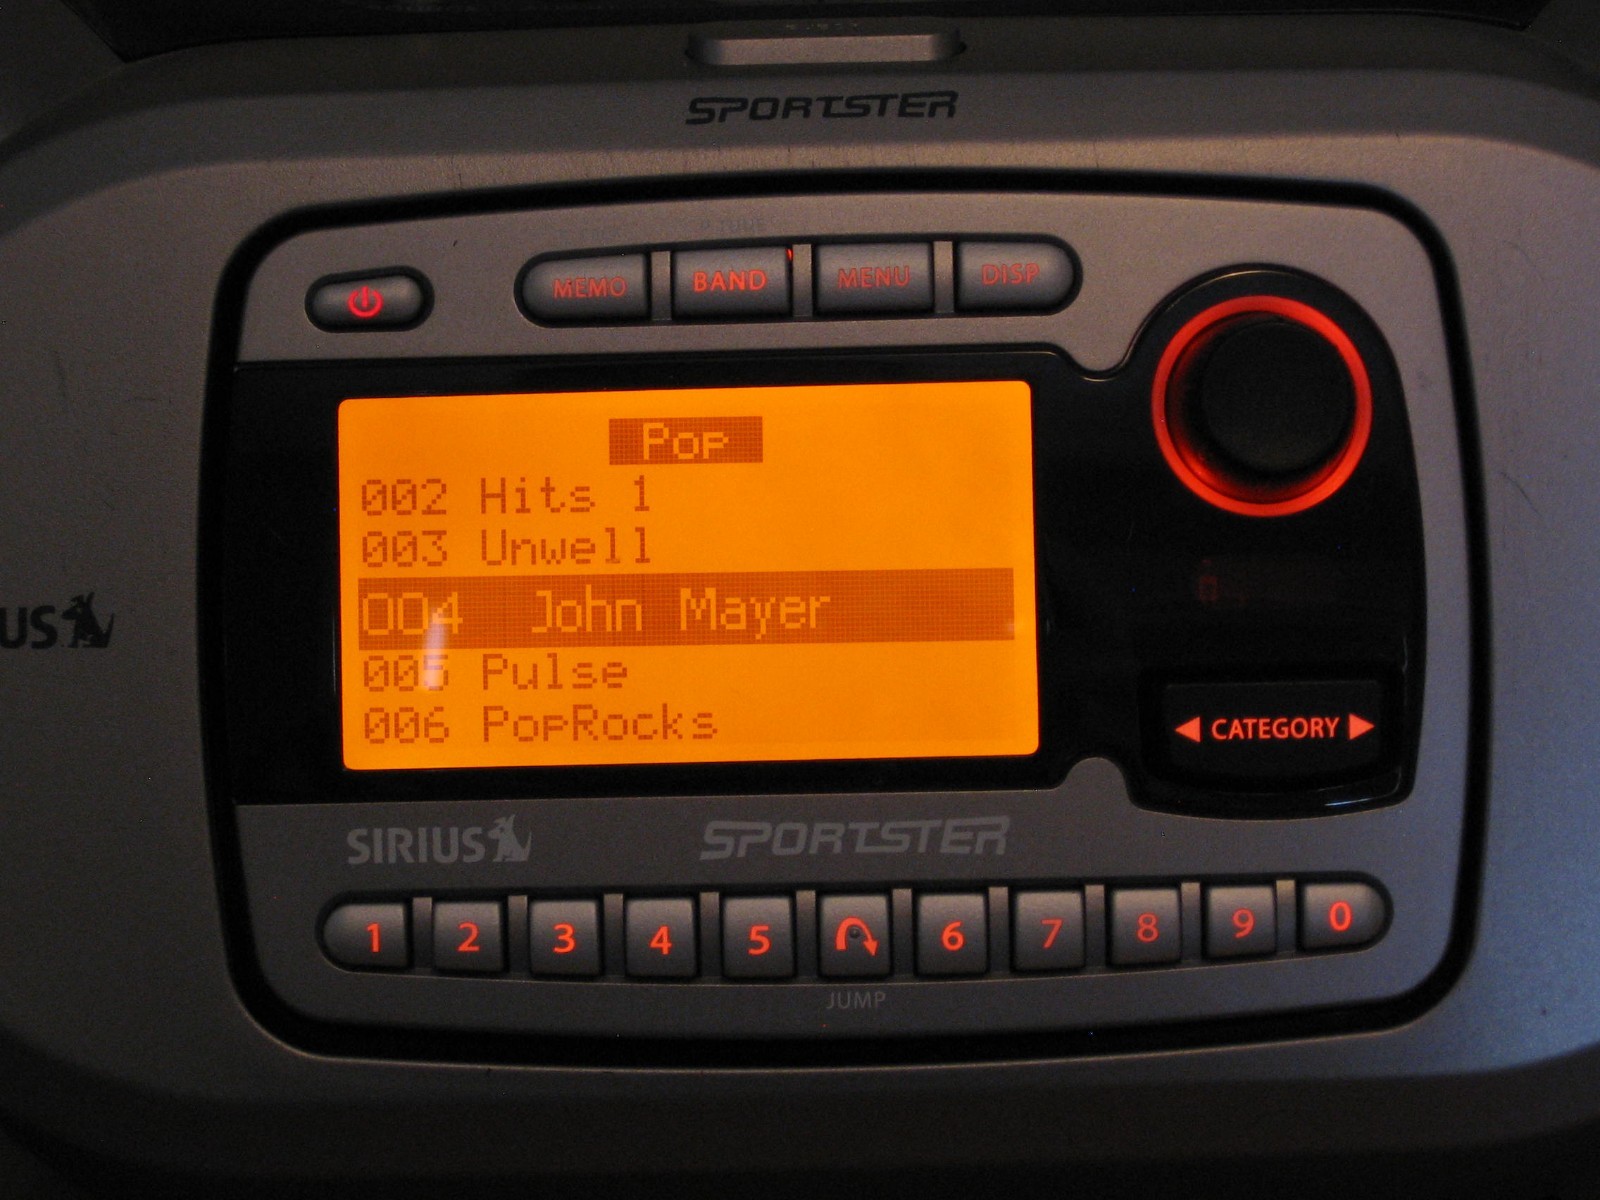 SPORTSTER
MEMO BAND MENU DISP
Pop
002 Hits 1
003 Unwell
004 John Mayer
005 Pulse
006 PopRocks
CATEGORY
US
SIRIUS SPORTSTER
1 2 3 4 5 6 7 8 9 0
JUMP